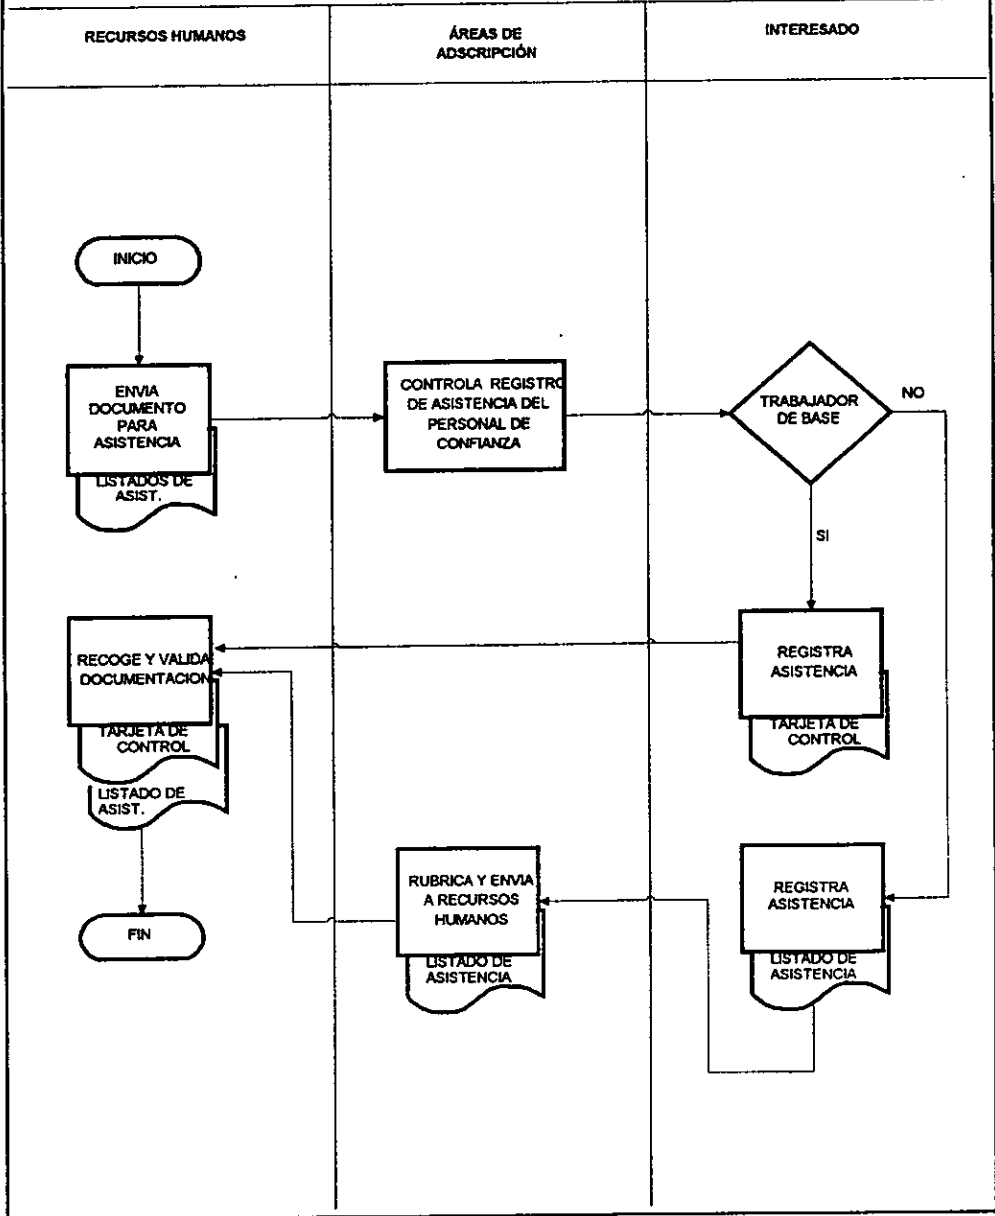 RECURSOS HUMANOS
ÁREAS DE
ADSCRIPCIÓN
INTERESADO
INICIO
ENVIA
DOCUMENTO
PARA
ASISTENCIA
LISTADOS DE
ASIST.
CONTROLA REGISTRO
DE ASISTENCIA DEL
PERSONAL DE
CONFIANZA
TRABAJADOR
DE BASE
NO
SI
RECOGE Y VALIDA
DOCUMENTACION
TARJETA DE
CONTROL
LISTADO DE
ASIST.
REGISTRA
ASISTENCIA
TARJETA DE
CONTROL
RUBRICA Y ENVIA
A RECURSOS
HUMANOS
LISTADO DE
ASISTENCIA
REGISTRA
ASISTENCIA
LISTADO DE
ASISTENCIA
FIN